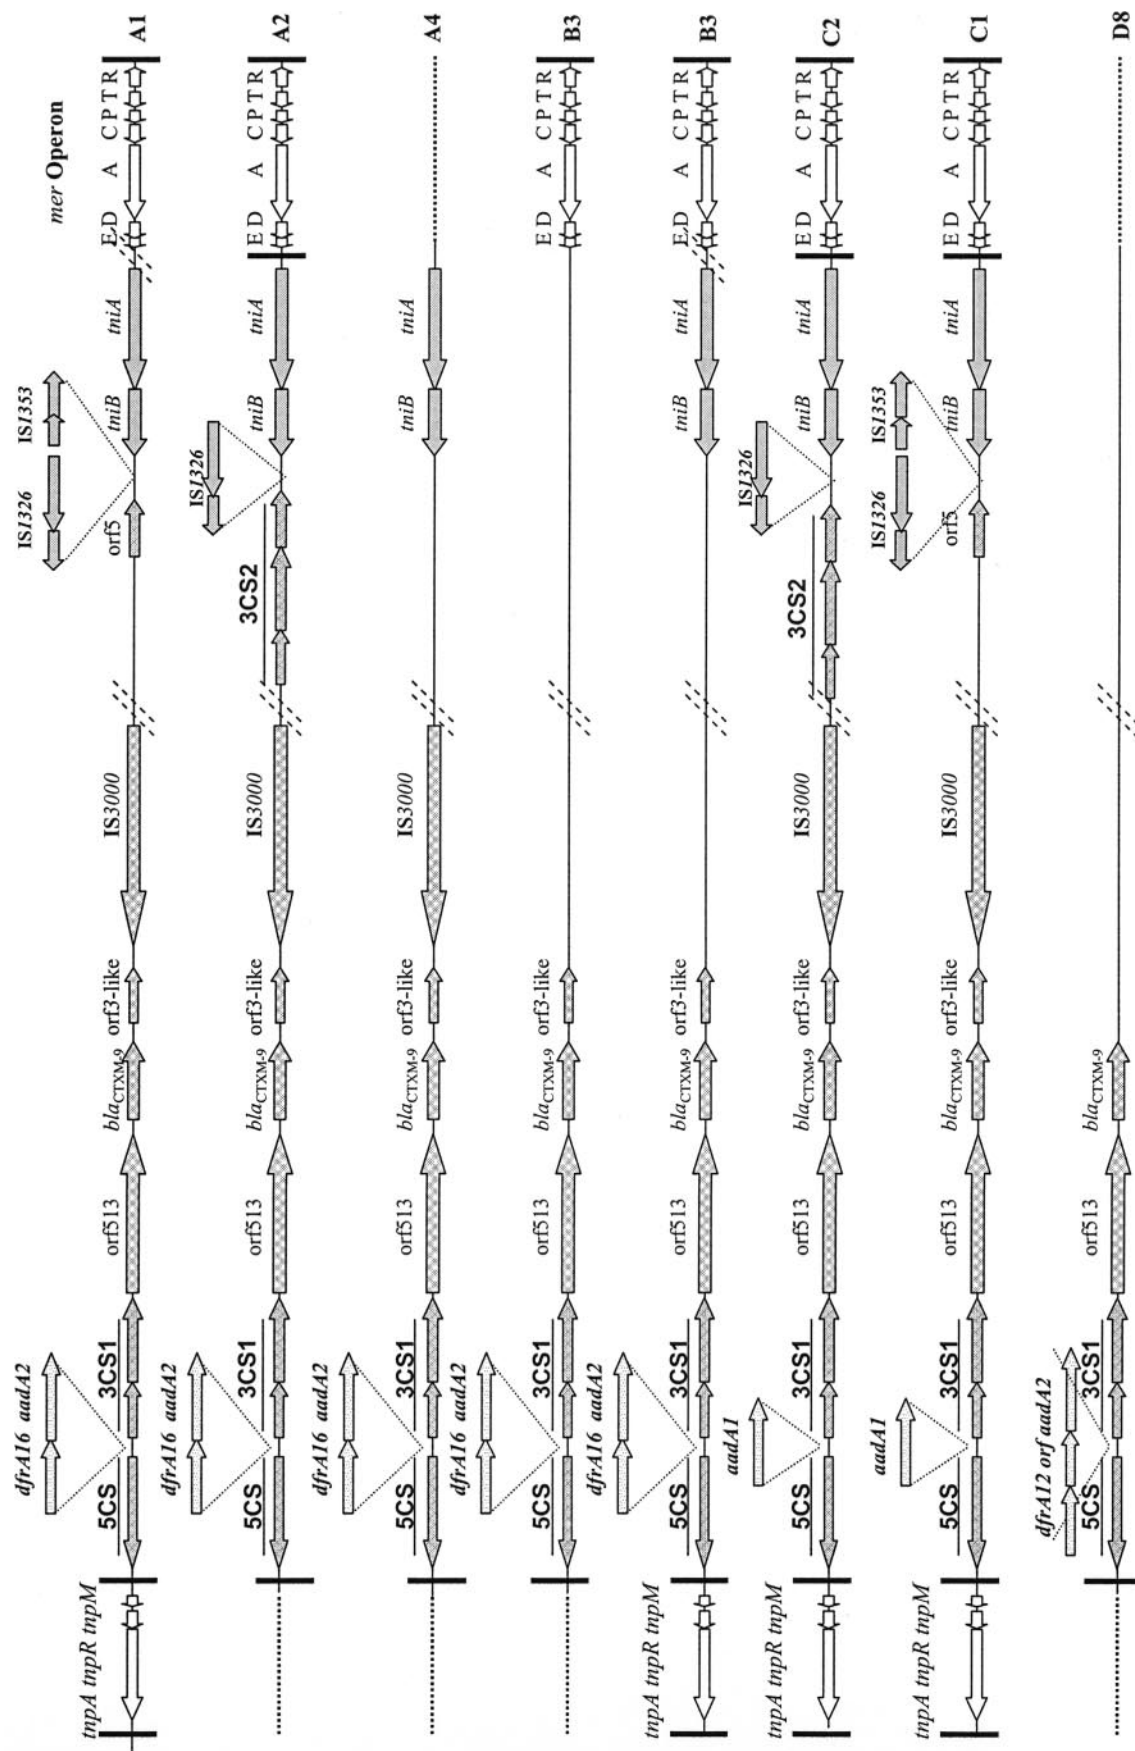 mer Operon
tnpA tnpR tnpM 5CS dfrA16 aadA2 3CS1 orf513 blaCTXM-9 orf3-like IS3000 orf5 IS1326 IS1353 tniB tniA E D A C P T R A1
5CS dfrA16 aadA2 3CS1 orf513 blaCTXM-9 orf3-like IS3000 3CS2 IS1326 tniB tniA E D A C P T R A2
5CS dfrA16 aadA2 3CS1 orf513 blaCTXM-9 orf3-like IS3000 tniB tniA A4
5CS dfrA16 aadA2 3CS1 orf513 blaCTXM-9 orf3-like E D A C P T R B3
tnpA tnpR tnpM 5CS dfrA16 aadA2 3CS1 orf513 blaCTXM-9 orf3-like tniB tniA E D A C P T R B3
tnpA tnpR tnpM 5CS aadA1 3CS1 orf513 blaCTXM-9 orf3-like IS3000 3CS2 IS1326 tniB tniA E D A C P T R C2
tnpA tnpR tnpM 5CS aadA1 3CS1 orf513 blaCTXM-9 orf3-like IS3000 orf5 IS1326 IS1353 tniB tniA E D A C P T R C1
5CS dfrA12 orf aadA2 3CS1 orf513 blaCTXM-9 D8